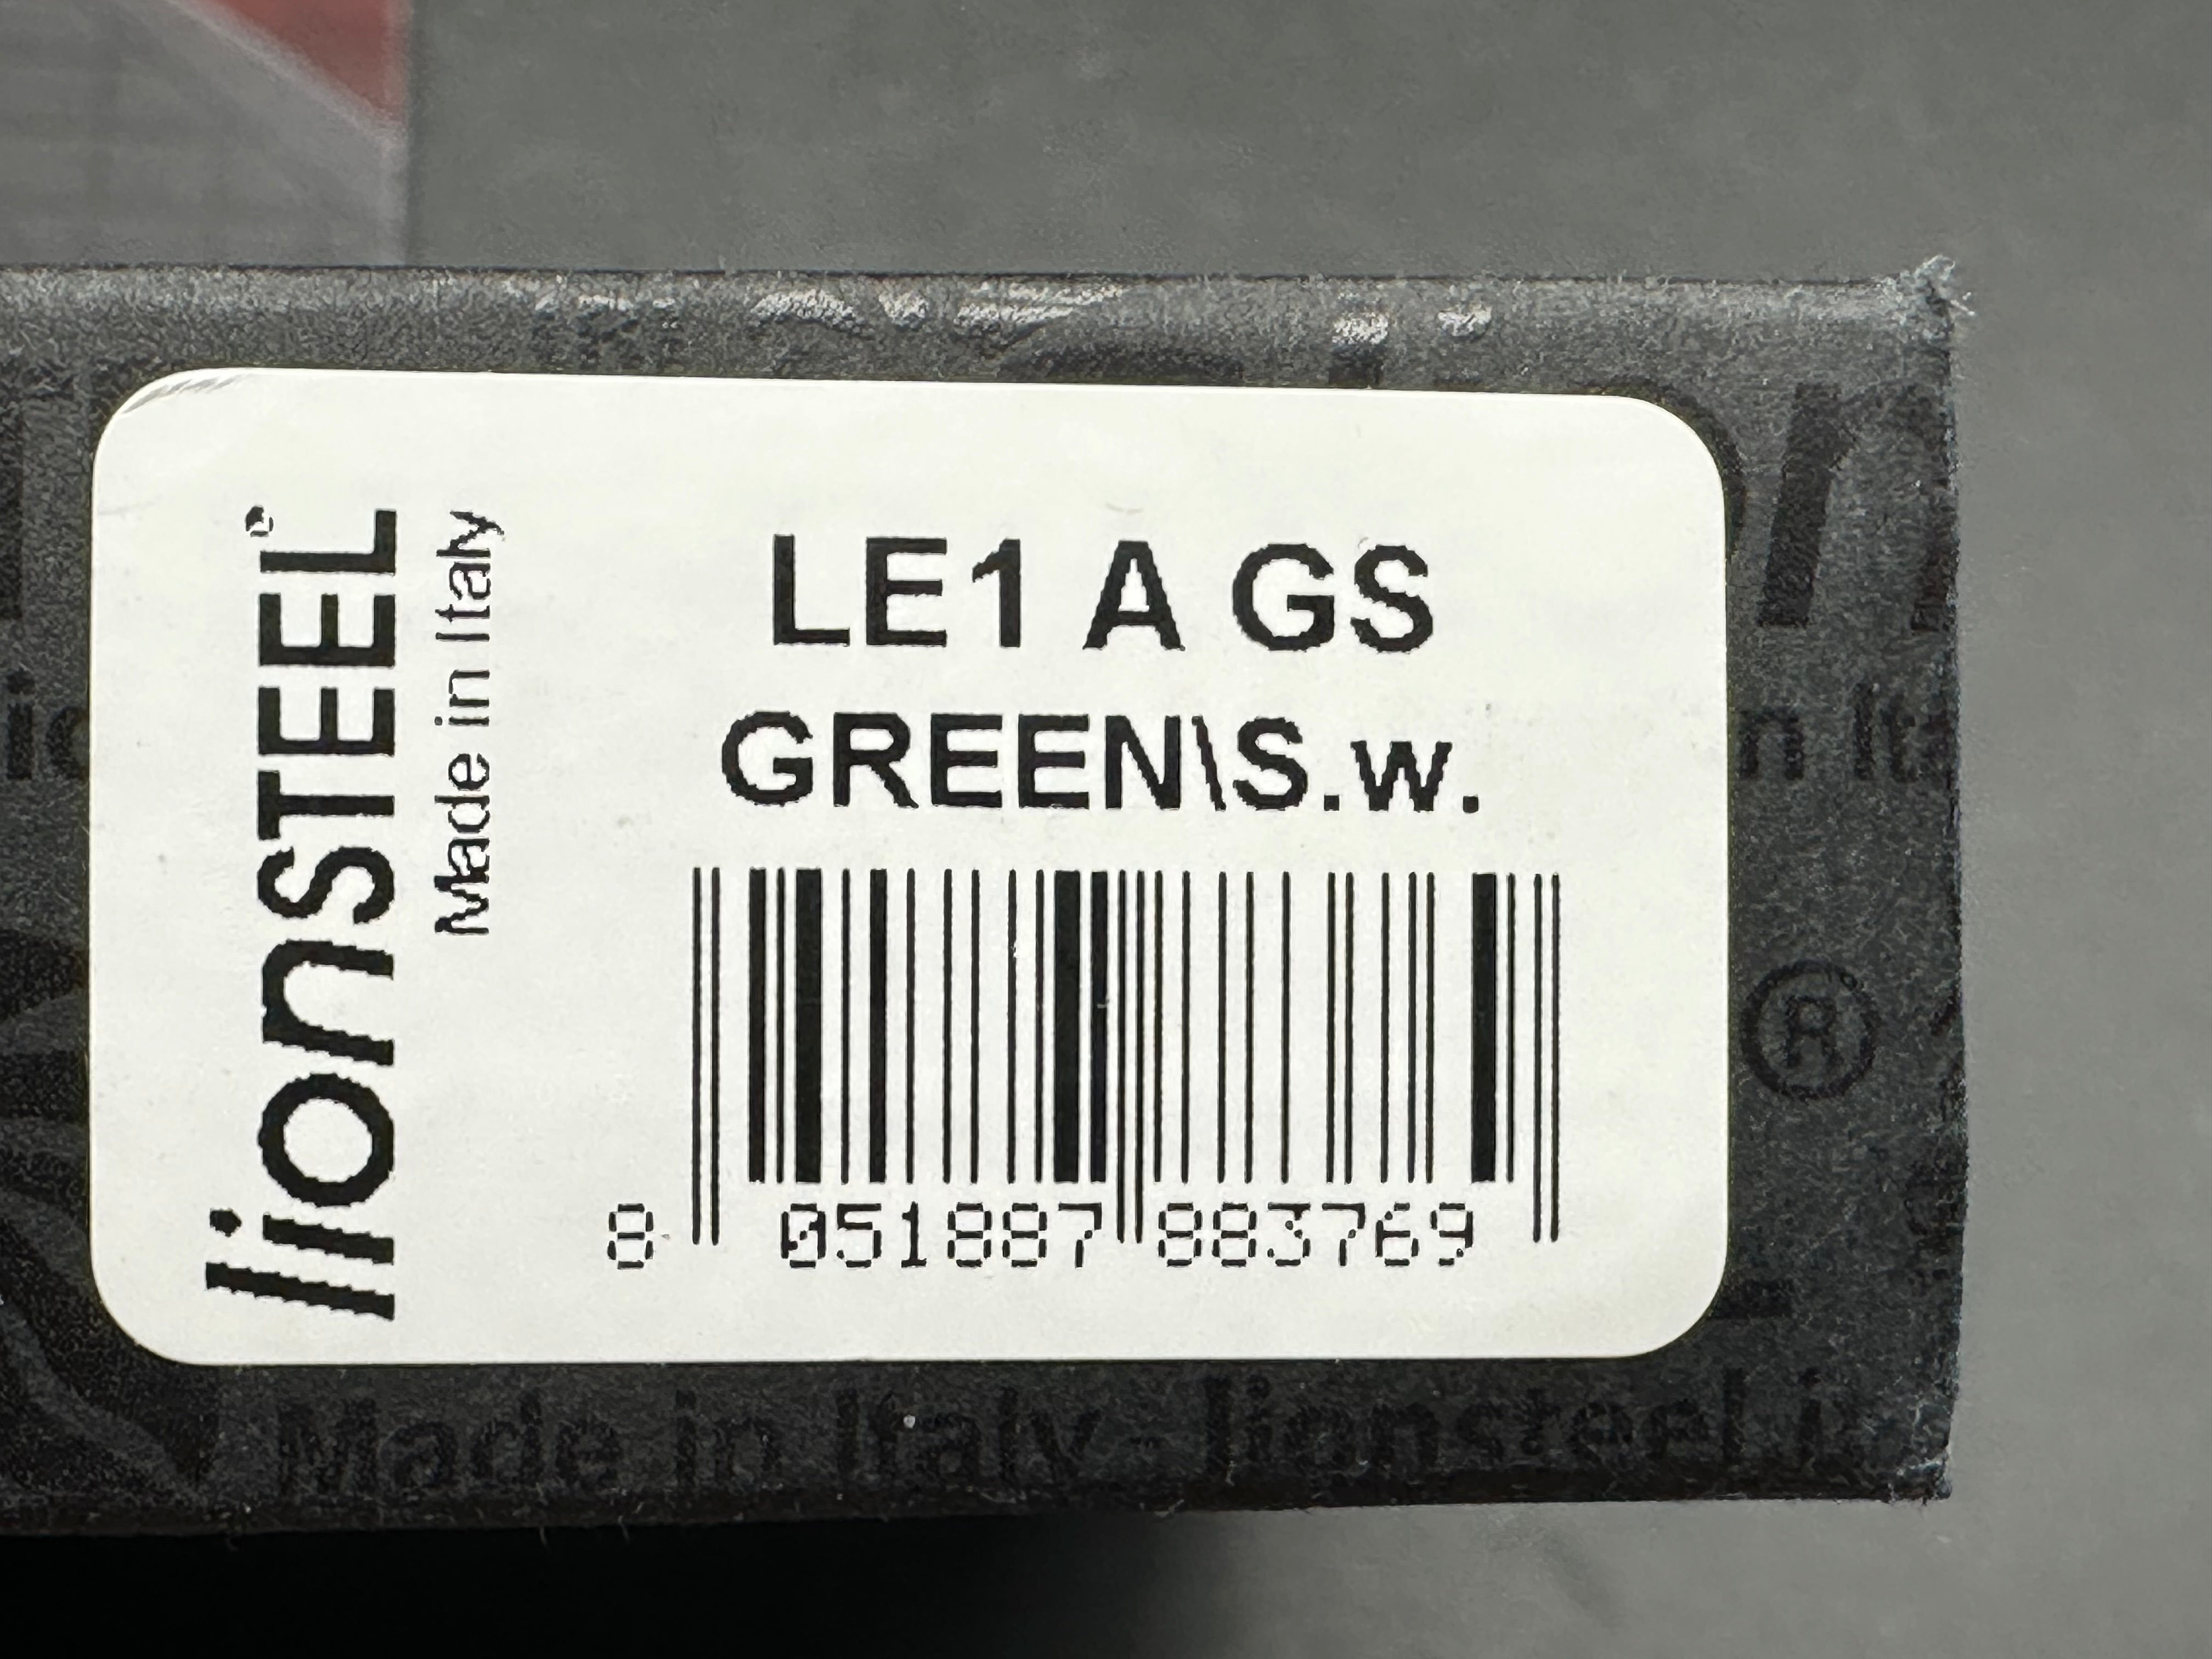 lionSTEEL®
Made in Italy
LE1 A GS
GREEN\S.w.
8 051887 883769
®
Made in Italy - lionsteel.it